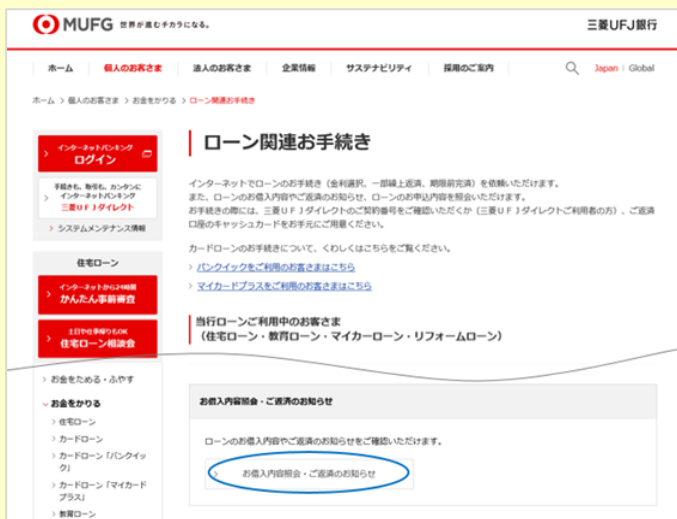 MUFG 世界が進むチカラになる。
三菱UFJ銀行
ホーム 個人のお客さま 法人のお客さま 企業情報 サステナビリティ 採用のご案内 Japan Global
ホーム > 個人のお客さま > お金をかりる > ローン関連お手続き
インターネットバンキング
ログイン
手続きも、取引も、カンタンに
インターネットバンキング
三菱UFJダイレクト
> システムメンテナンス情報
住宅ローン
インターネットから24時間
かんたん事前審査
土日や仕事帰りもOK
住宅ローン相談会
> お金をためる・ふやす
お金をかりる
> 住宅ローン
> カードローン
> カードローン「バンクイッ
ク」
> カードローン「マイカード
プラス」
> 教育ローン
ローン関連お手続き
インターネットでローンのお手続き（金利選択、一部繰上返済、期限前完済）を依頼いただけます。
また、ローンのお借入内容やご返済のお知らせ、ローンのお申込内容を照会いただけます。
お手続きの際には、三菱ＵＦＪダイレクトのご契約番号をご確認いただくか（三菱ＵＦＪダイレクトご利用者の方）、ご返済
口座のキャッシュカードをお手元にご用意ください。
カードローンのお手続きについて、くわしくはこちらをご覧ください。
> バンクイックをご利用のお客さまはこちら
> マイカードプラスをご利用のお客さまはこちら
当行ローンご利用中のお客さま
（住宅ローン・教育ローン・マイカーローン・リフォームローン）
お借入内容照会・ご返済のお知らせ
ローンのお借入内容やご返済のお知らせをご確認いただけます。
> お借入内容照会・ご返済のお知らせ